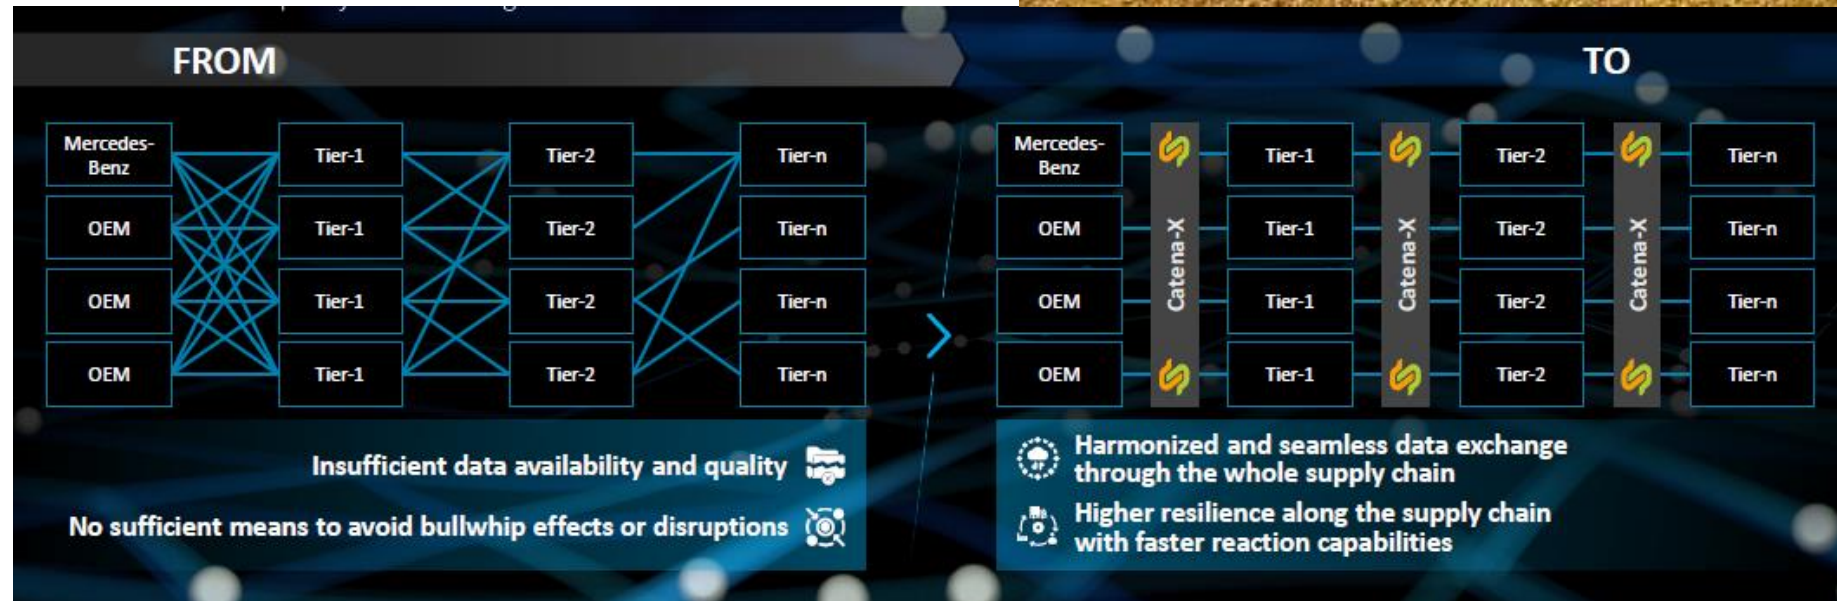 FROM
TO
Mercedes-
Benz
Tier-1
Tier-2
Tier-n
OEM
Tier-1
Tier-2
Tier-n
OEM
Tier-1
Tier-2
Tier-n
OEM
Tier-1
Tier-2
Tier-n
Insufficient data availability and quality
No sufficient means to avoid bullwhip effects or disruptions
Mercedes-
Benz
Tier-1
Tier-2
Tier-n
OEM
Tier-1
Tier-2
Tier-n
OEM
Tier-1
Tier-2
Tier-n
OEM
Tier-1
Tier-2
Tier-n
Catena-X
Catena-X
Catena-X
Harmonized and seamless data exchange
through the whole supply chain
Higher resilience along the supply chain
with faster reaction capabilities